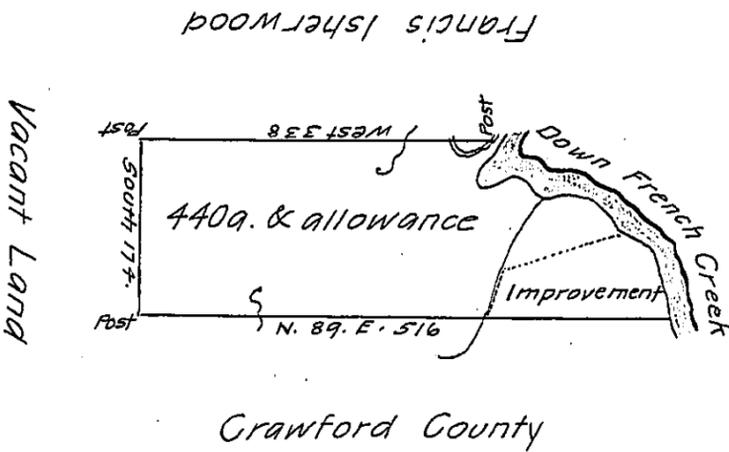 Francis Isherwood
Post
West 338
Post
Down French Creek
Vacant Land
South 174.
440a. & allowance
Improvement
Post
N. 89. E. 516
Crawford County